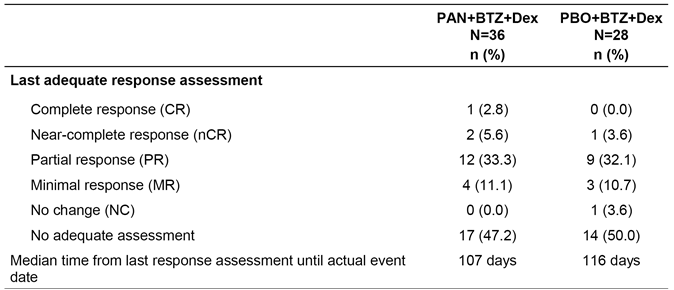 PAN+BTZ+Dex PBO+BTZ+Dex
N=36 N=28
n (%) n (%)
Last adequate response assessment
Complete response (CR) 1 (2.8) 0 (0.0)
Near-complete response (nCR) 2 (5.6) 1 (3.6)
Partial response (PR) 12 (33.3) 9 (32.1)
Minimal response (MR) 4 (11.1) 3 (10.7)
No change (NC) 0 (0.0) 1 (3.6)
No adequate assessment 17 (47.2) 14 (50.0)
Median time from last response assessment until actual event 107 days 116 days
date